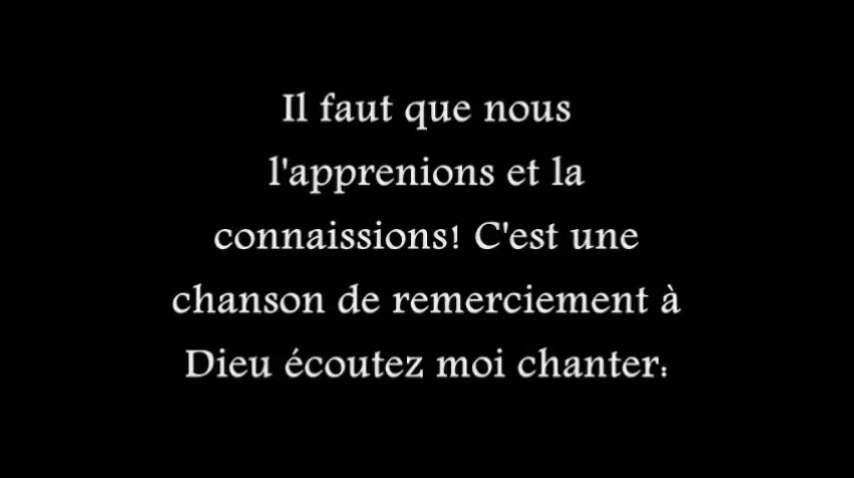 Il faut que nous
l'apprenions et la
connaissions! C'est une
chanson de remerciement à
Dieu écoutez moi chanter: